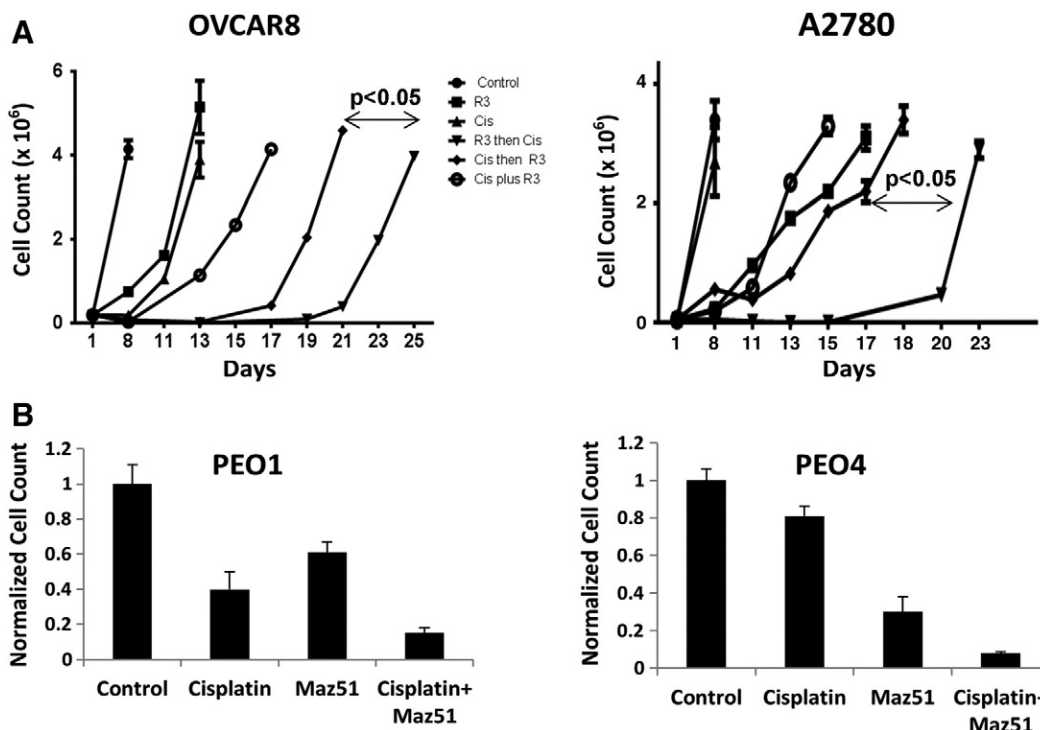 A
OVCAR8
A2780
Cell Count (x 10⁶)
6
4
2
0
1 8 11 13 15 17 19 21 23 25
Days
p<0.05
Control
R3
Cis
R3 then Cis
Cis then R3
Cis plus R3
Cell Count (x 10⁶)
4
2
0
1 8 11 13 15 17 18 20 23
Days
p<0.05
B
PEO1
Normalized Cell Count
1.2
1
0.8
0.6
0.4
0.2
0
Control Cisplatin Maz51 Cisplatin+
Maz51
PEO4
Normalized Cell Count
1.2
1
0.8
0.6
0.4
0.2
0
Control Cisplatin Maz51 Cisplatin+
Maz51